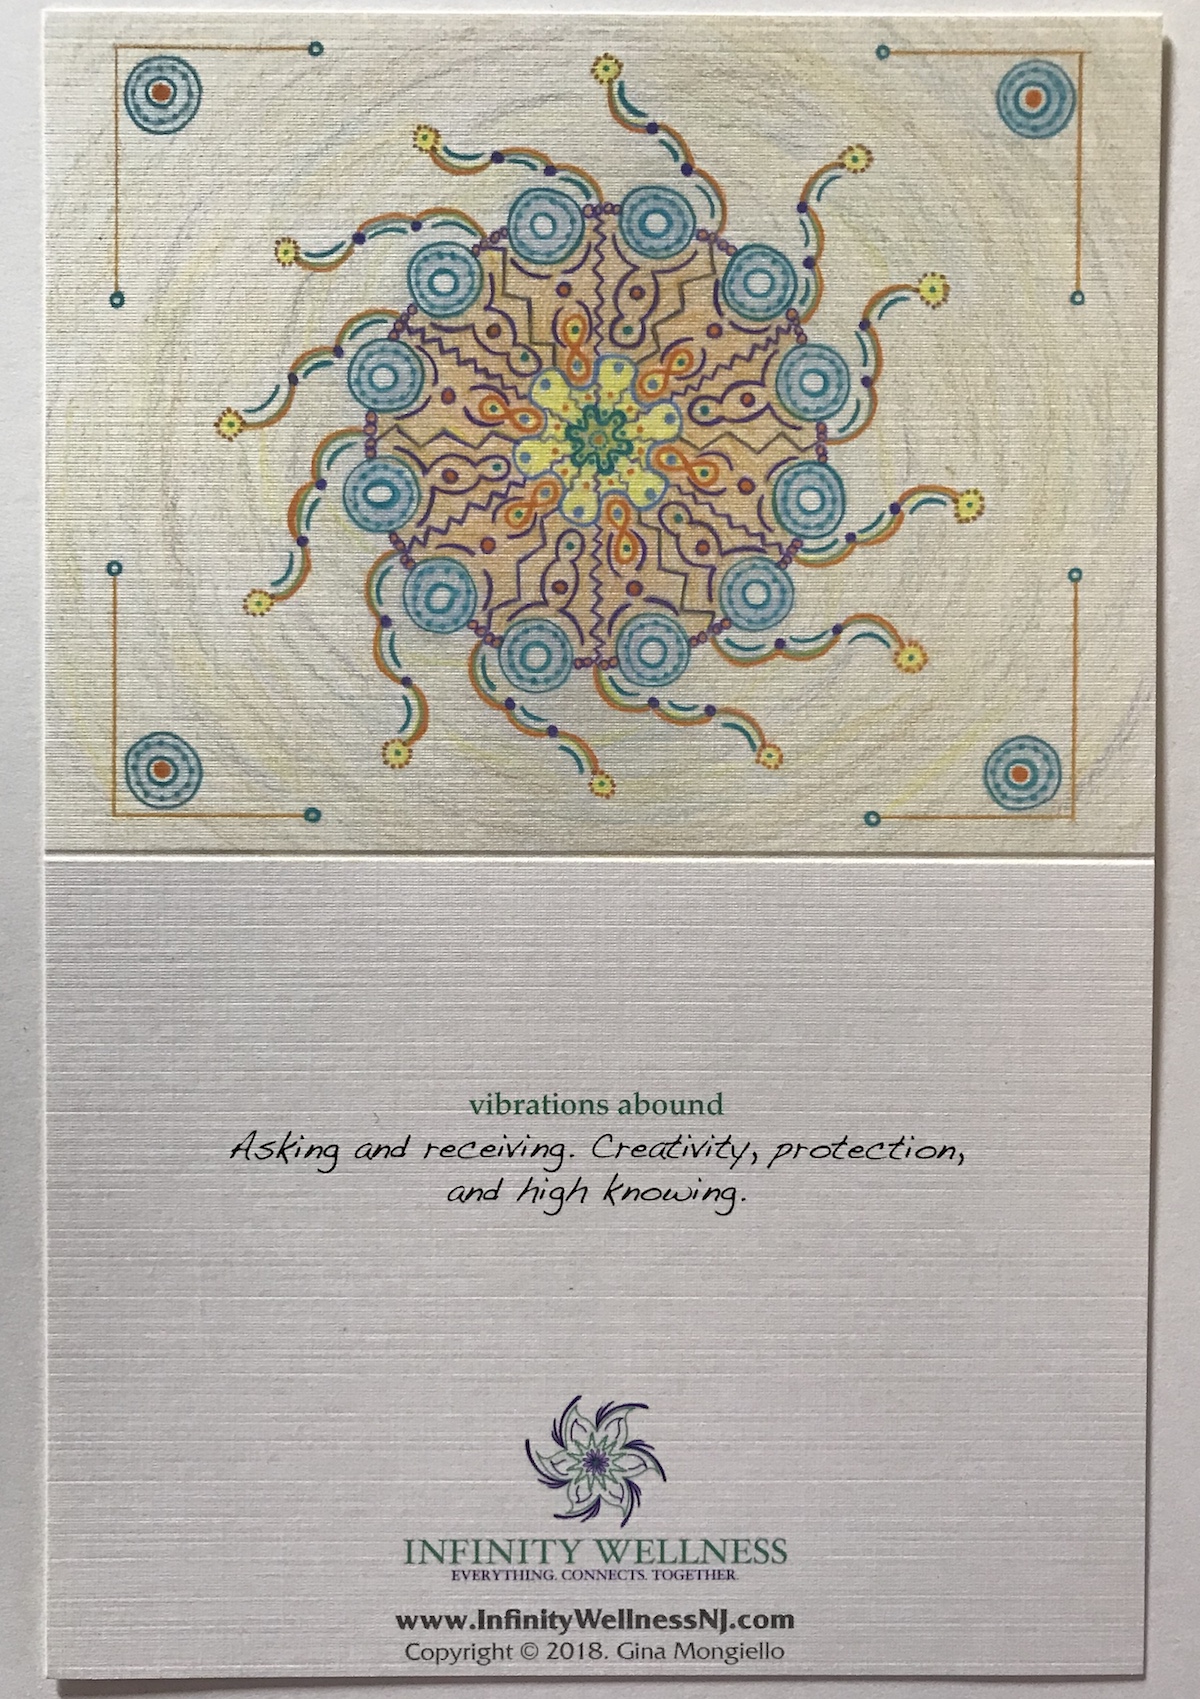 vibrations abound
Asking and receiving. Creativity, protection,
and high knowing.
INFINITY WELLNESS
EVERYTHING. CONNECTS. TOGETHER.
www.InfinityWellnessNJ.com
Copyright © 2018. Gina Mongiello